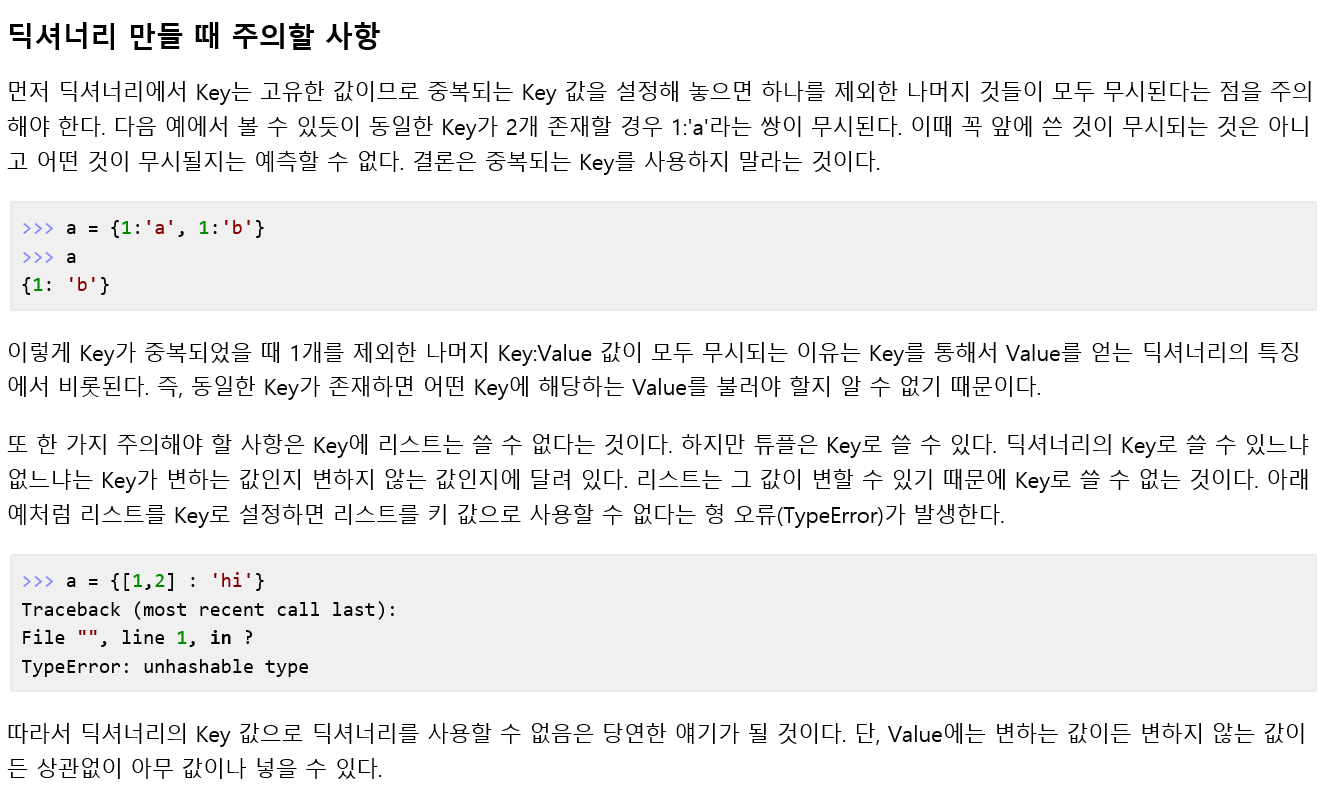 딕셔너리 만들 때 주의할 사항
먼저 딕셔너리에서 Key는 고유한 값이므로 중복되는 Key 값을 설정해 놓으면 하나를 제외한 나머지 것들이 모두 무시된다는 점을 주의
해야 한다. 다음 예에서 볼 수 있듯이 동일한 Key가 2개 존재할 경우 1:'a'라는 쌍이 무시된다. 이때 꼭 앞에 쓴 것이 무시되는 것은 아니
고 어떤 것이 무시될지는 예측할 수 없다. 결론은 중복되는 Key를 사용하지 말라는 것이다.
>>> a = {1:'a', 1:'b'}
>>> a
{1: 'b'}
이렇게 Key가 중복되었을 때 1개를 제외한 나머지 Key:Value 값이 모두 무시되는 이유는 Key를 통해서 Value를 얻는 딕셔너리의 특징
에서 비롯된다. 즉, 동일한 Key가 존재하면 어떤 Key에 해당하는 Value를 불러야 할지 알 수 없기 때문이다.
또 한 가지 주의해야 할 사항은 Key에 리스트는 쓸 수 없다는 것이다. 하지만 튜플은 Key로 쓸 수 있다. 딕셔너리의 Key로 쓸 수 있느냐
없느냐는 Key가 변하는 값인지 변하지 않는 값인지에 달려 있다. 리스트는 그 값이 변할 수 있기 때문에 Key로 쓸 수 없는 것이다. 아래
예처럼 리스트를 Key로 설정하면 리스트를 키 값으로 사용할 수 없다는 형 오류(TypeError)가 발생한다.
>>> a = {[1,2] : 'hi'}
Traceback (most recent call last):
File "", line 1, in ?
TypeError: unhashable type
따라서 딕셔너리의 Key 값으로 딕셔너리를 사용할 수 없음은 당연한 얘기가 될 것이다. 단, Value에는 변하는 값이든 변하지 않는 값이
든 상관없이 아무 값이나 넣을 수 있다.